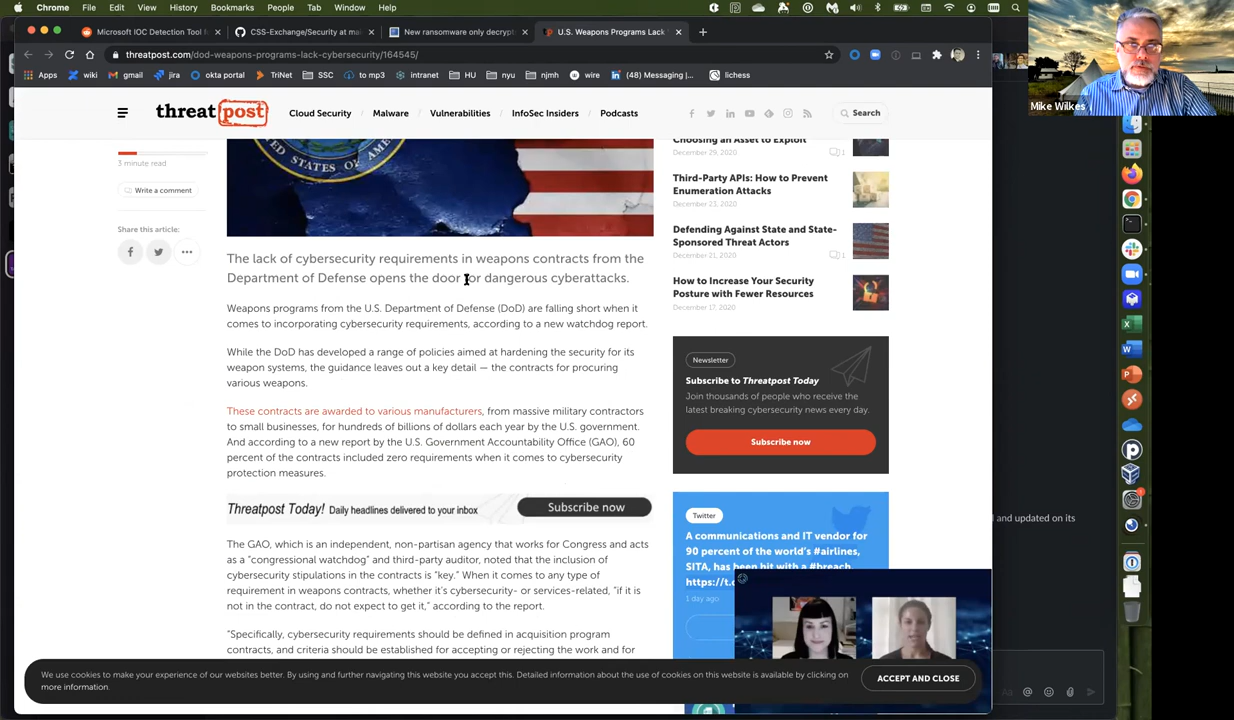 Chrome File Edit View History Bookmarks People Tab Window Help
Microsoft IOC Detection Tool f
CSS-Exchange/Security at mai
New ransomware only decrypt
U.S. Weapons Programs Lack
threatpost.com/dod-weapons-programs-lack-cybersecurity/164545/
Apps wiki gmail jira okta portal TriNet SSC to mp3 intranet HU nyu njmh wire (48) Messaging |... lichess
Mike Wilkes
threatpost
Cloud Security Malware Vulnerabilities InfoSec Insiders Podcasts
Search
3 minute read
Write a comment
Share this article:
UNITED STATES OF AM
The lack of cybersecurity requirements in weapons contracts from the
Department of Defense opens the door for dangerous cyberattacks.
Weapons programs from the U.S. Department of Defense (DoD) are falling short when it
comes to incorporating cybersecurity requirements, according to a new watchdog report.
While the DoD has developed a range of policies aimed at hardening the security for its
weapon systems, the guidance leaves out a key detail — the contracts for procuring
various weapons.
These contracts are awarded to various manufacturers, from massive military contractors
to small businesses, for hundreds of billions of dollars each year by the U.S. government.
And according to a new report by the U.S. Government Accountability Office (GAO), 60
percent of the contracts included zero requirements when it comes to cybersecurity
protection measures.
Threatpost Today! Daily headlines delivered to your inbox
Subscribe now
The GAO, which is an independent, non-partisan agency that works for Congress and acts
as a "congressional watchdog" and third-party auditor, noted that the inclusion of
cybersecurity stipulations in the contracts is "key." When it comes to any type of
requirement in weapons contracts, whether it's cybersecurity- or services-related, "if it is
not in the contract, do not expect to get it," according to the report.
"Specifically, cybersecurity requirements should be defined in acquisition program
contracts, and criteria should be established for accepting or rejecting the work and for
Choosing an Asset to Exploit
December 29, 2020
1
Third-Party APIs: How to Prevent
Enumeration Attacks
December 23, 2020
Defending Against State and State-
Sponsored Threat Actors
December 21, 2020
1
How to Increase Your Security
Posture with Fewer Resources
December 17, 2020
Newsletter
Subscribe to Threatpost Today
Join thousands of people who receive the
latest breaking cybersecurity news every day.
Subscribe now
Twitter
A communications and IT vendor for
90 percent of the world's #airlines,
SITA, has been hit with a #breach
https://t.c
1 day ago
l and updated on its
We use cookies to make your experience of our websites better. By using and further navigating this website you accept this. Detailed information about the use of cookies on this website is available by clicking on
more information.
ACCEPT AND CLOSE